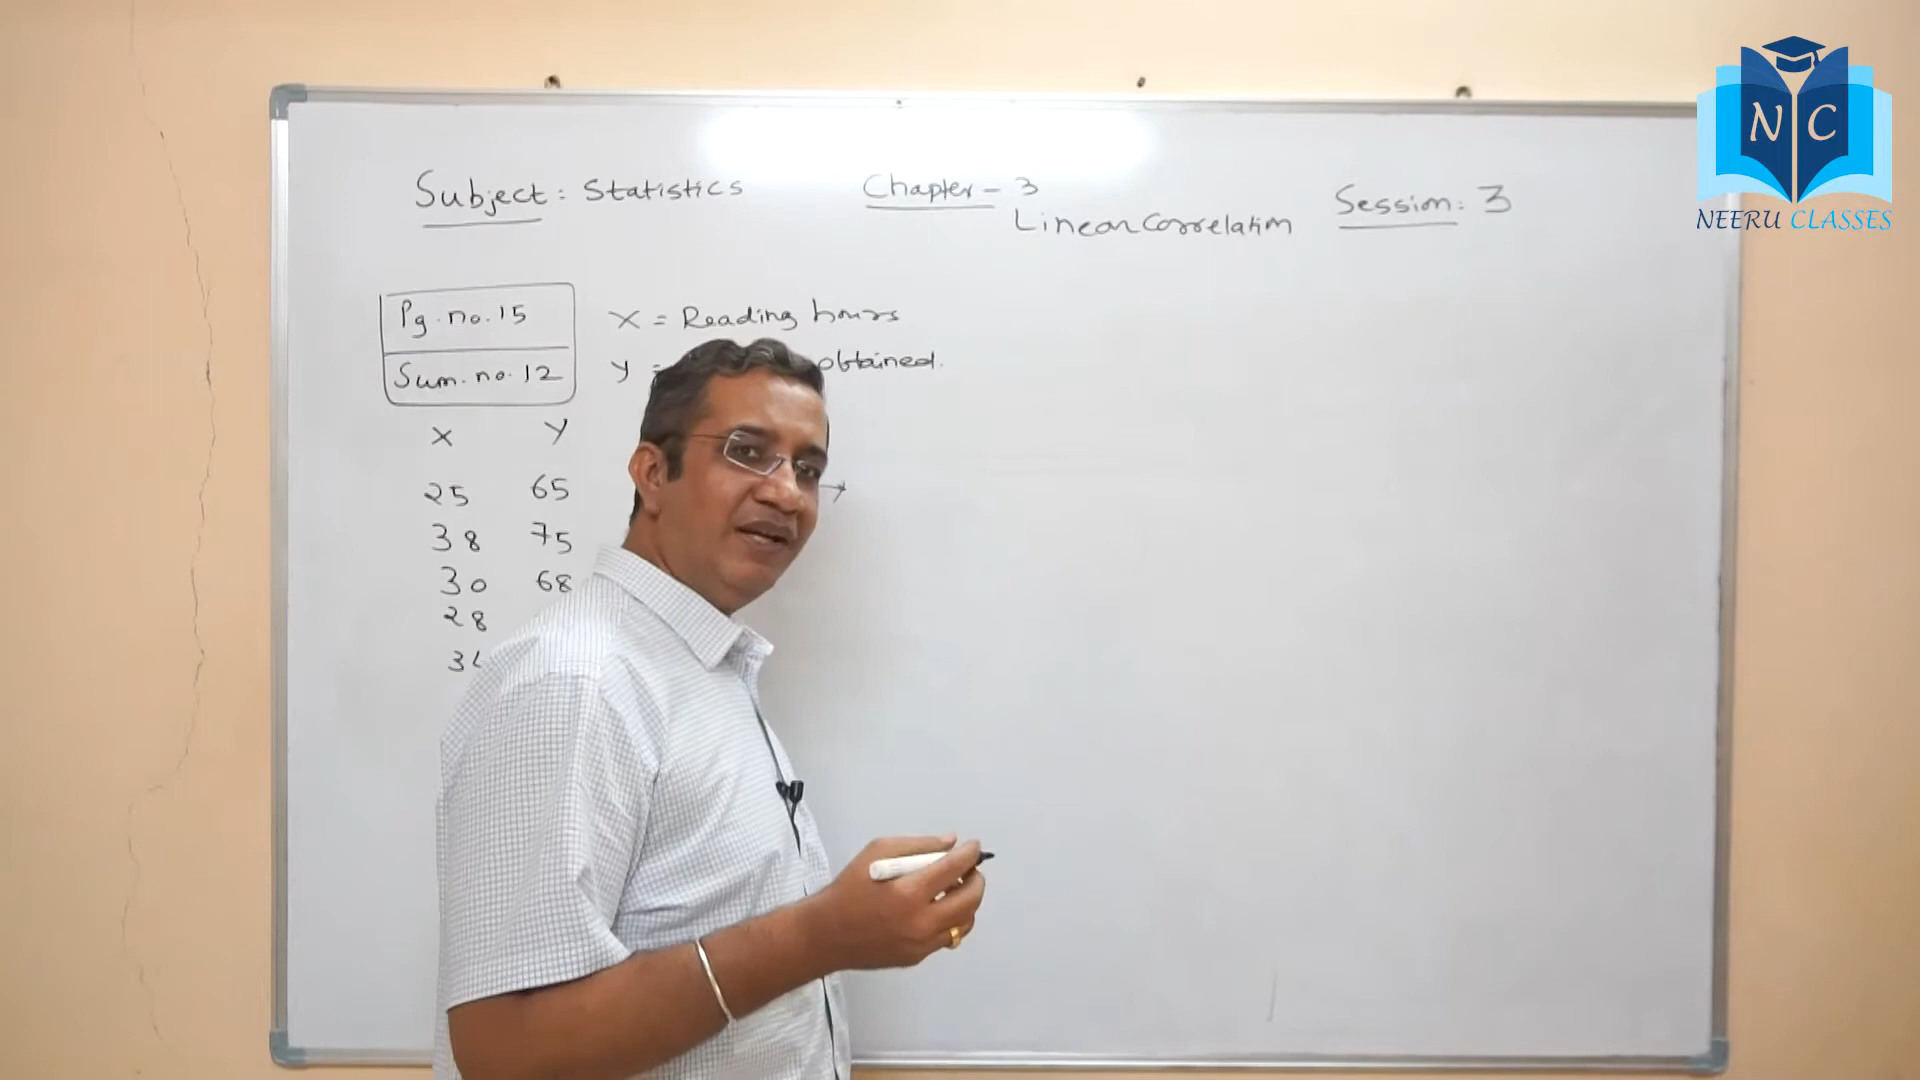 Subject: Statistics
Chapter - 3
Linear Correlation
Session: 3
N C
NEERU CLASSES
Pg. no. 15
Sum. no. 12
X = Reading hours
Y = obtained.
X Y
25 65
38 75
30 68
28